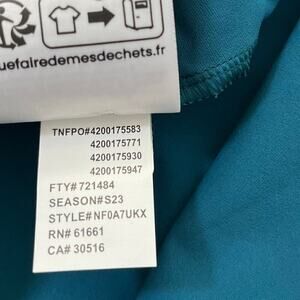 uefairedemesdechets.fr
TNFPO#4200175583
4200175771
4200175930
4200175947
FTY#721484
SEASON#S23
STYLE#NF0A7UKX
RN# 61661
CA# 30516